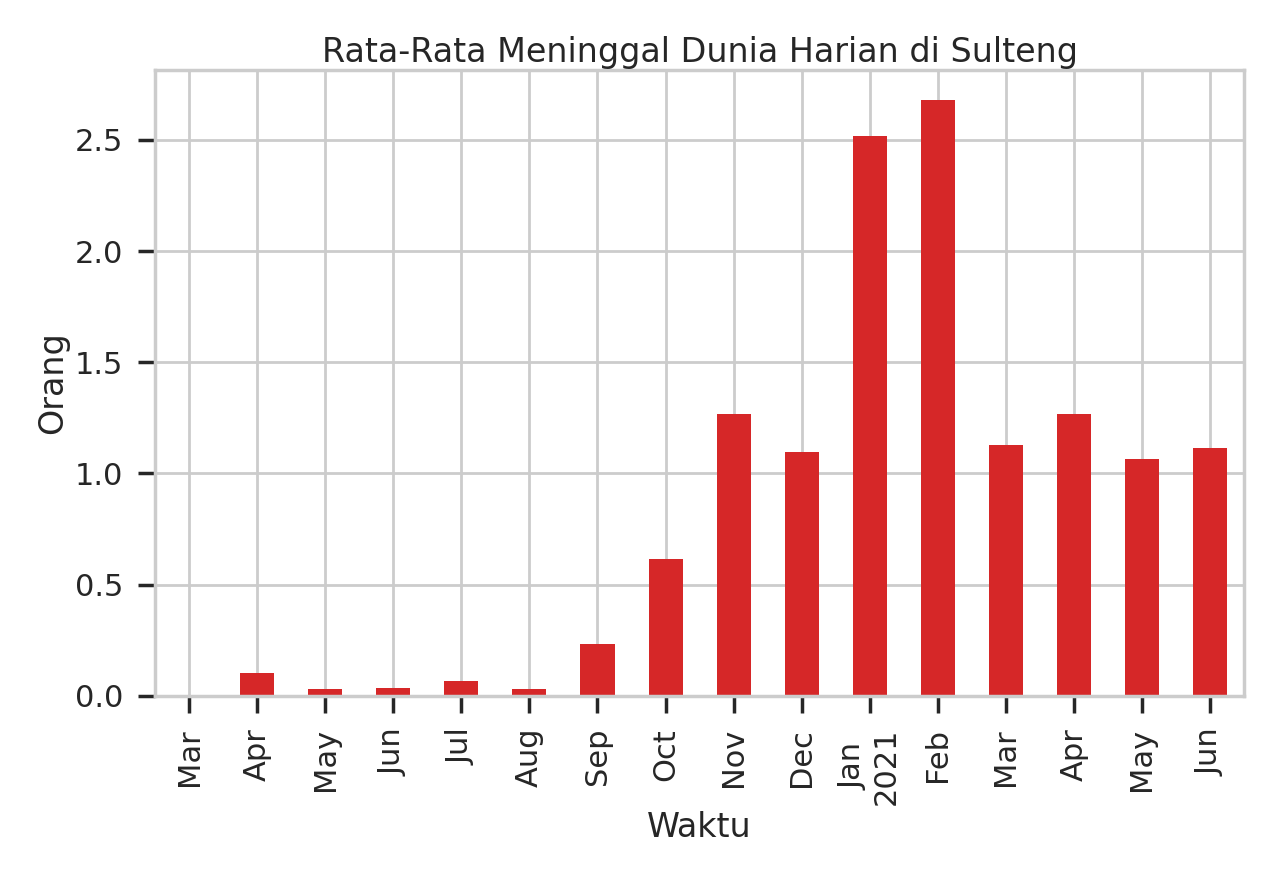 Rata-Rata Meninggal Dunia Harian di Sulteng
Orang
2.5
2.0
1.5
1.0
0.5
0.0
Mar
Apr
May
Jun
Jul
Aug
Sep
Oct
Nov
Dec
Jan
2021
Feb
Mar
Apr
May
Jun
Waktu